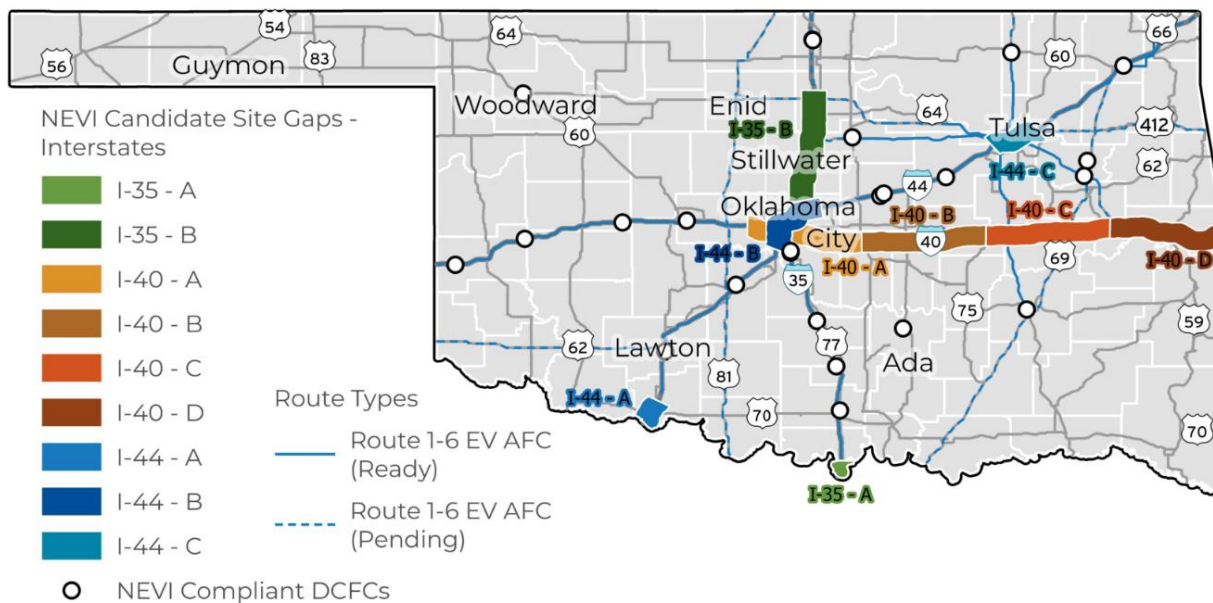 54
64
66
56
83
60
Guymon
Woodward
Enid
64
Tulsa
412
NEVI Candidate Site Gaps -
Interstates
60
I-35 - B
Stillwater
I-44 - C
62
44
I-35 - A
Oklahoma
I-40 - B
I-40 - C
I-35 - B
City
40
I-44 - B
I-40 - A
69
I-40 - D
I-40 - A
35
I-40 - B
75
59
62
Lawton
77
Ada
I-40 - C
81
I-40 - D
Route Types
I-44 - A
70
70
I-44 - A
Route 1-6 EV AFC
(Ready)
I-44 - B
I-35 - A
Route 1-6 EV AFC
(Pending)
I-44 - C
NEVI Compliant DCFCs